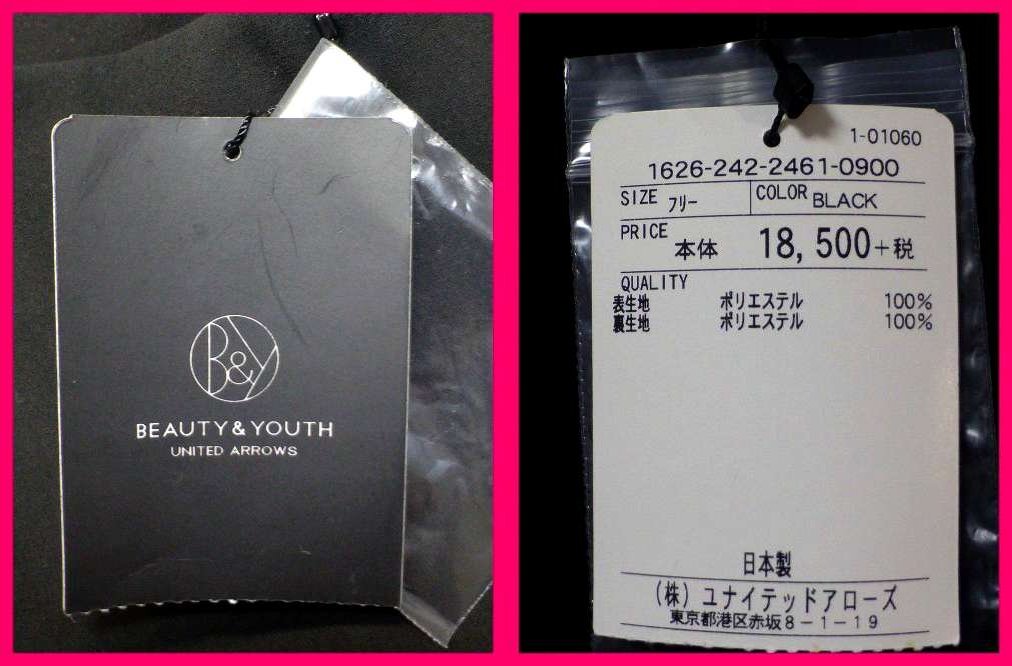 B&Y
BEAUTY & YOUTH
UNITED ARROWS
1-01060
1626-242-2461-0900
SIZE フリー COLOR BLACK
PRICE 本体 18,500+税
QUALITY
表生地 ポリエステル 100%
裏生地 ポリエステル 100%
日本製
(株) ユナイテッドアローズ
東京都港区赤坂8-1-19